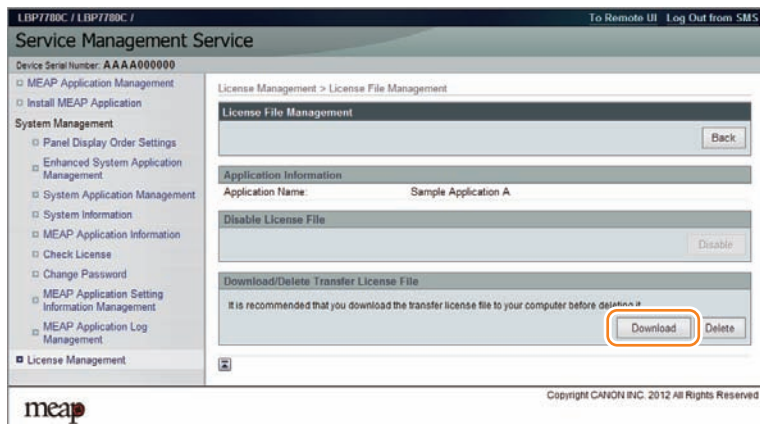 LBP7780C / LBP7780C /
To Remote UI Log Out from SMS
Service Management Service
Device Serial Number: AAAA000000
MEAP Application Management
Install MEAP Application
System Management
Panel Display Order Settings
Enhanced System Application
Management
System Application Management
System Information
MEAP Application Information
Check License
Change Password
MEAP Application Setting
Information Management
MEAP Application Log
Management
License Management
License Management > License File Management
License File Management
Back
Application Information
Application Name: Sample Application A
Disable License File
Disable
Download/Delete Transfer License File
It is recommended that you download the transfer license file to your computer before deleting it.
Download Delete
Copyright CANON INC. 2012 All Rights Reserved
meap